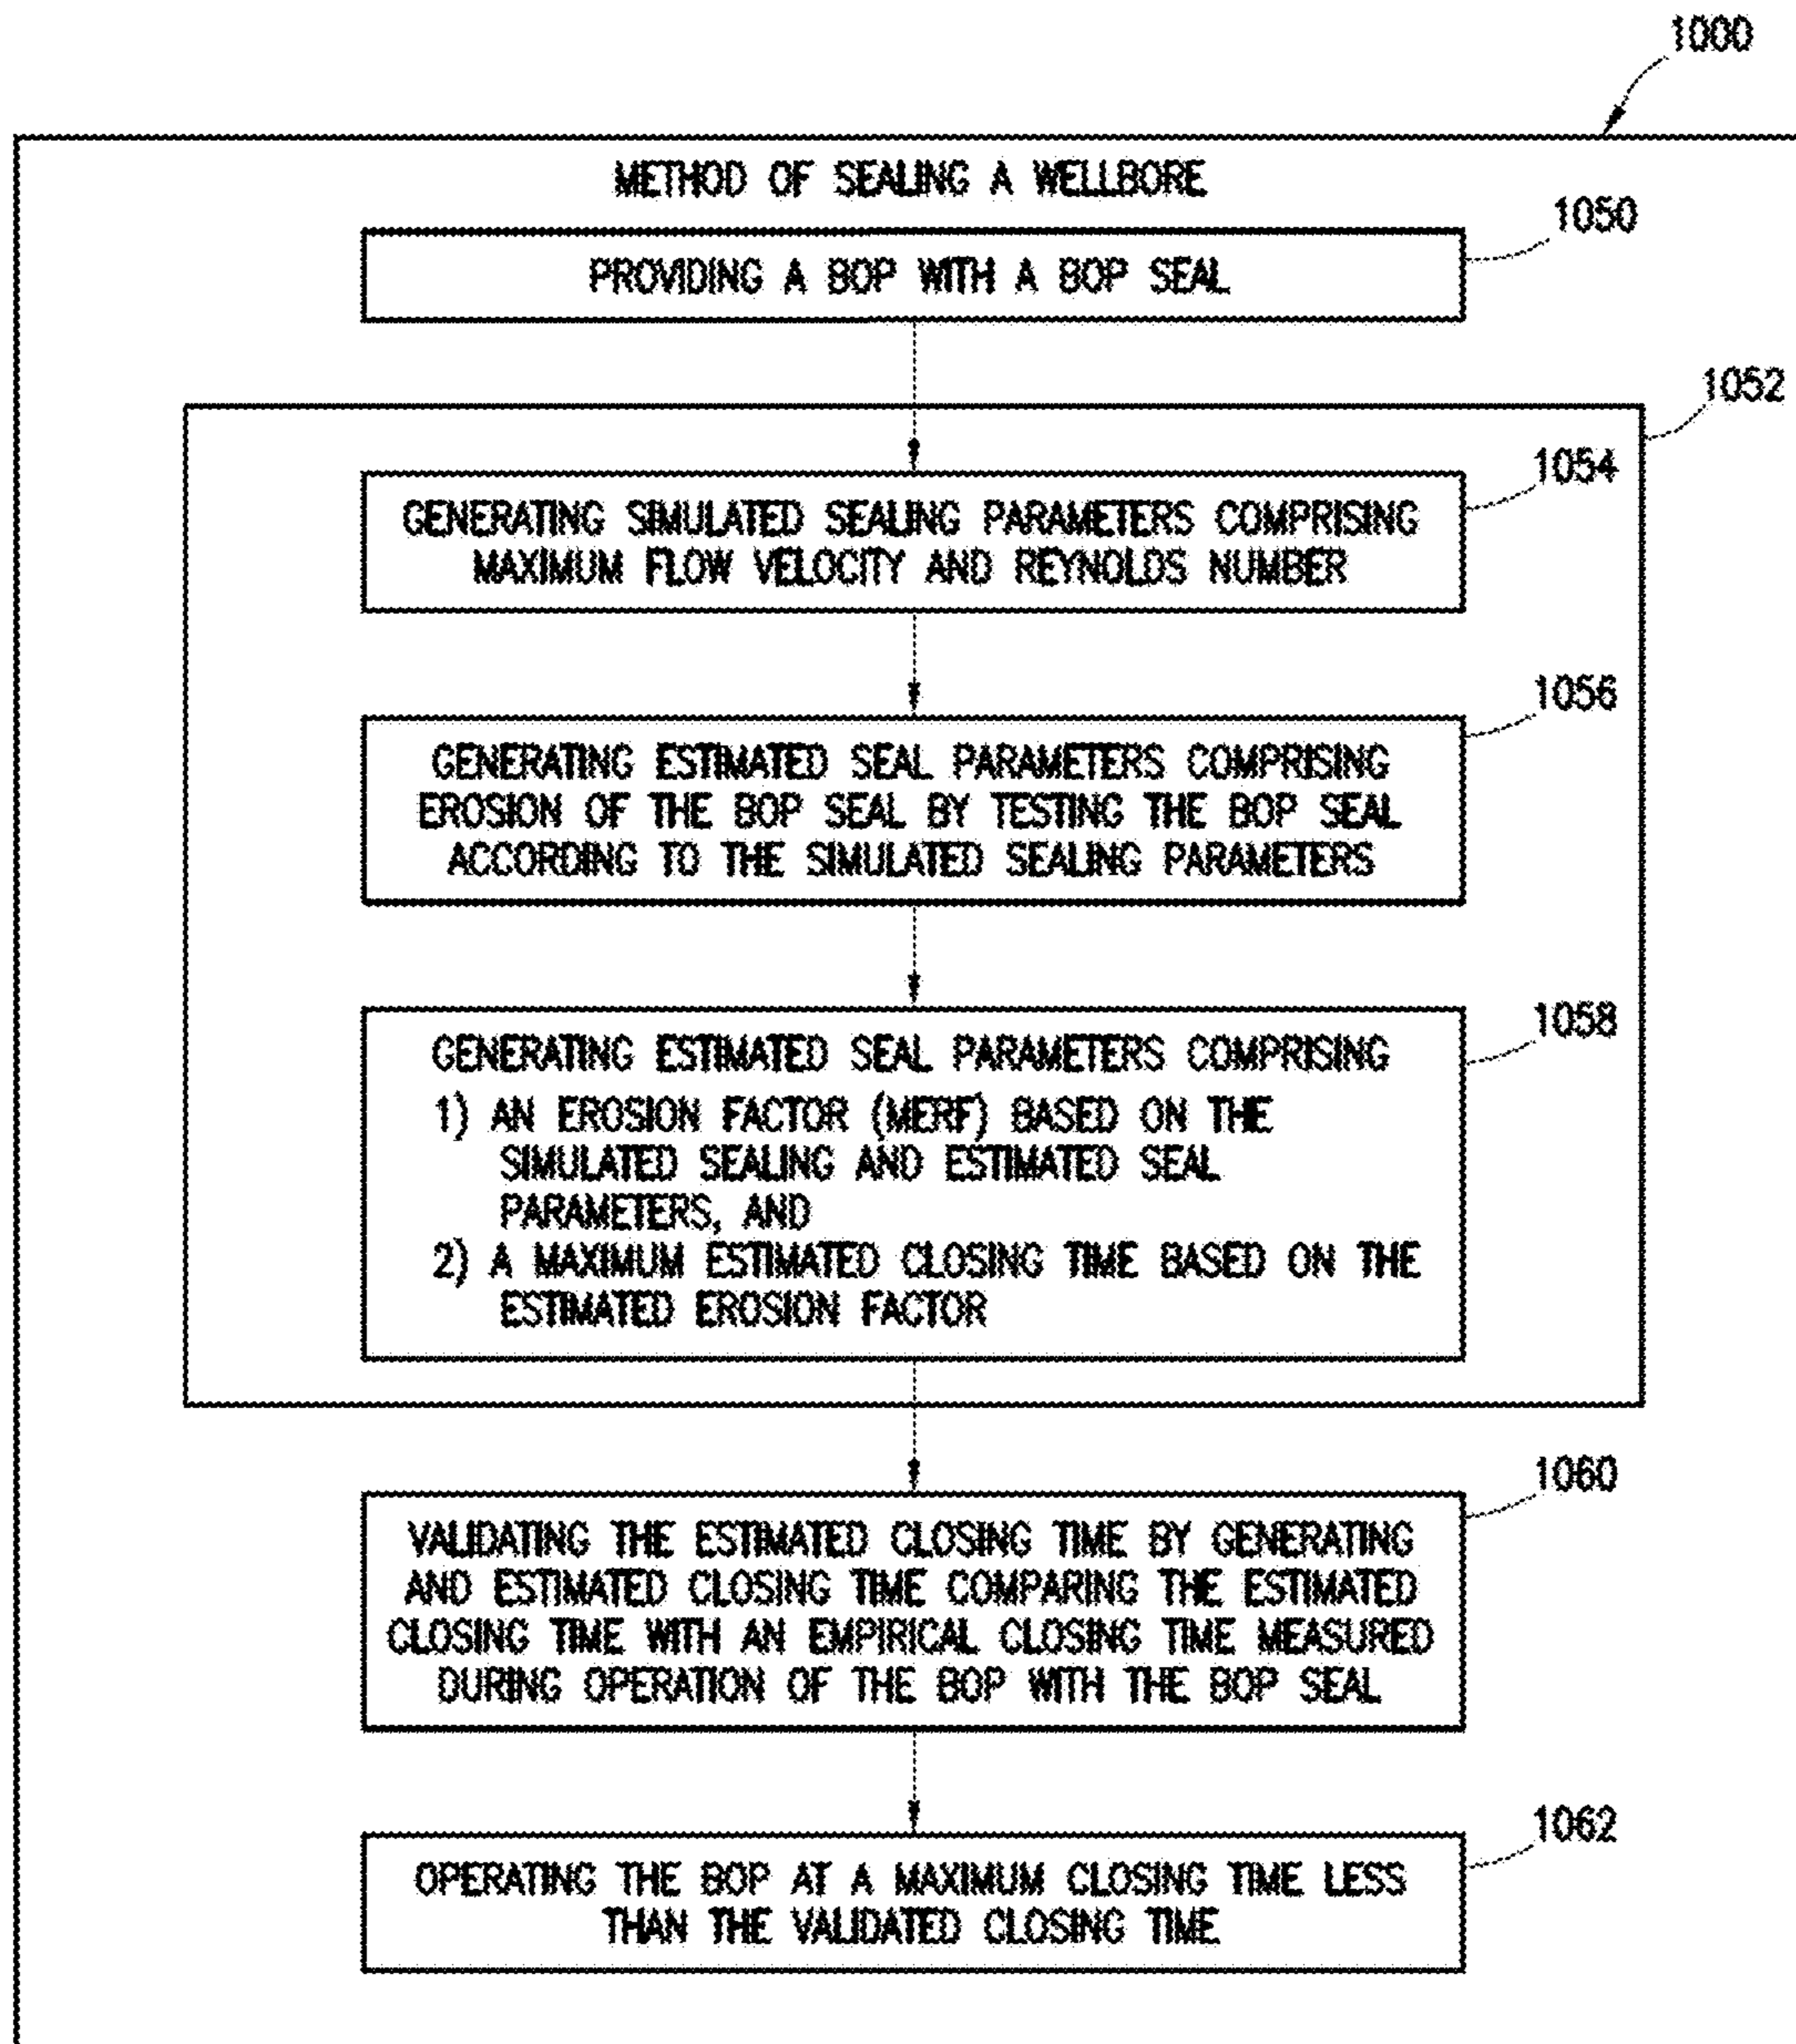 1000
METHOD OF SEALING A WELLBORE
1050
PROVIDING A BOP WITH A BOP SEAL
1052
1054
GENERATING SIMULATED SEALING PARAMETERS COMPRISING
MAXIMUM FLOW VELOCITY AND REYNOLDS NUMBER
1056
GENERATING ESTIMATED SEAL PARAMETERS COMPRISING
EROSION OF THE BOP SEAL BY TESTING THE BOP SEAL
ACCORDING TO THE SIMULATED SEALING PARAMETERS
1058
GENERATING ESTIMATED SEAL PARAMETERS COMPRISING
1) AN EROSION FACTOR (MERF) BASED ON THE
SIMULATED SEALING AND ESTIMATED SEAL
PARAMETERS, AND
2) A MAXIMUM ESTIMATED CLOSING TIME BASED ON THE
ESTIMATED EROSION FACTOR
1060
VALIDATING THE ESTIMATED CLOSING TIME BY GENERATING
AND ESTIMATED CLOSING TIME COMPARING THE ESTIMATED
CLOSING TIME WITH AN EMPIRICAL CLOSING TIME MEASURED
DURING OPERATION OF THE BOP WITH THE BOP SEAL
1062
OPERATING THE BOP AT A MAXIMUM CLOSING TIME LESS
THAN THE VALIDATED CLOSING TIME